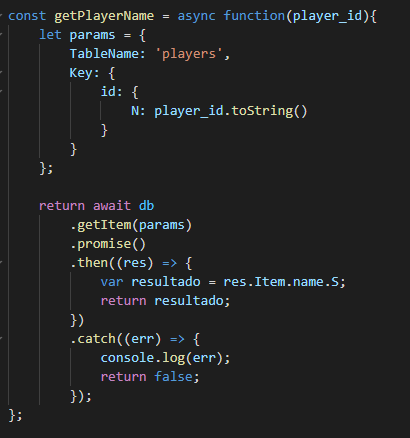 const getPlayerName = async function(player_id){
    let params = {
        TableName: 'players',
        Key: {
            id: {
                N: player_id.toString()
            }
        }
    };

    return await db
        .getItem(params)
        .promise()
        .then((res) => {
            var resultado = res.Item.name.S;
            return resultado;
        })
        .catch((err) => {
            console.log(err);
            return false;
        });
};